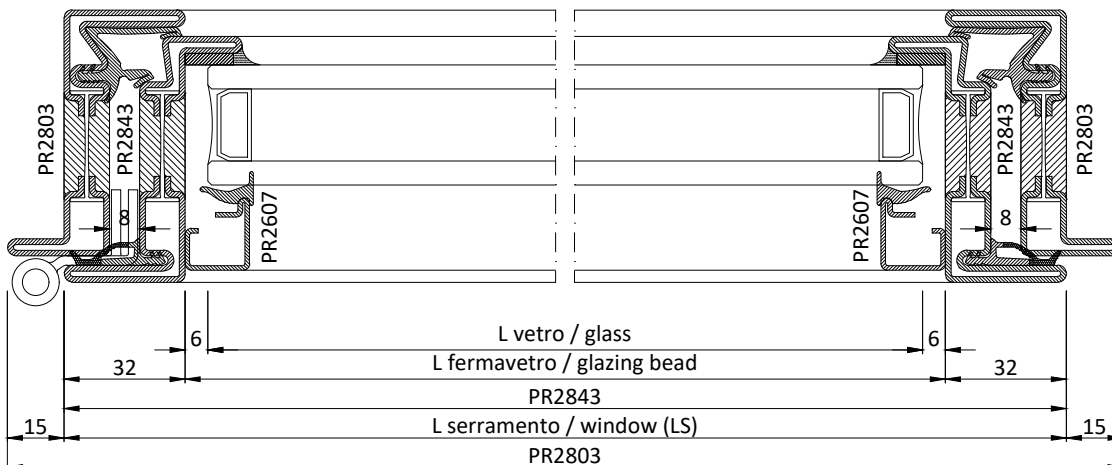 PR2803
PR2843
PR2607
PR2607
PR2843
PR2803
8
8
6
L vetro / glass
6
32
L fermavetro / glazing bead
32
PR2843
15
L serramento / window (LS)
15
PR2803